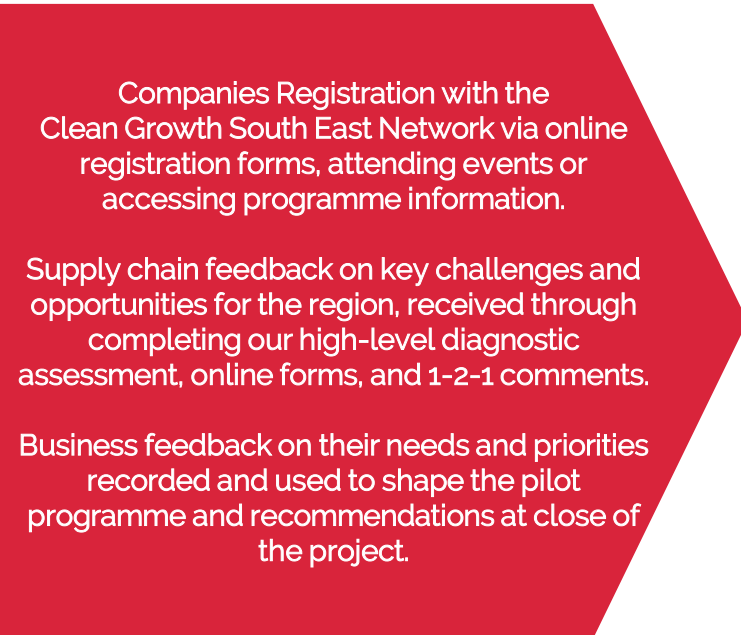 Companies Registration with the
Clean Growth South East Network via online
registration forms, attending events or
accessing programme information.
Supply chain feedback on key challenges and
opportunities for the region, received through
completing our high-level diagnostic
assessment, online forms, and 1-2-1 comments.
Business feedback on their needs and priorities
recorded and used to shape the pilot
programme and recommendations at close of
the project.